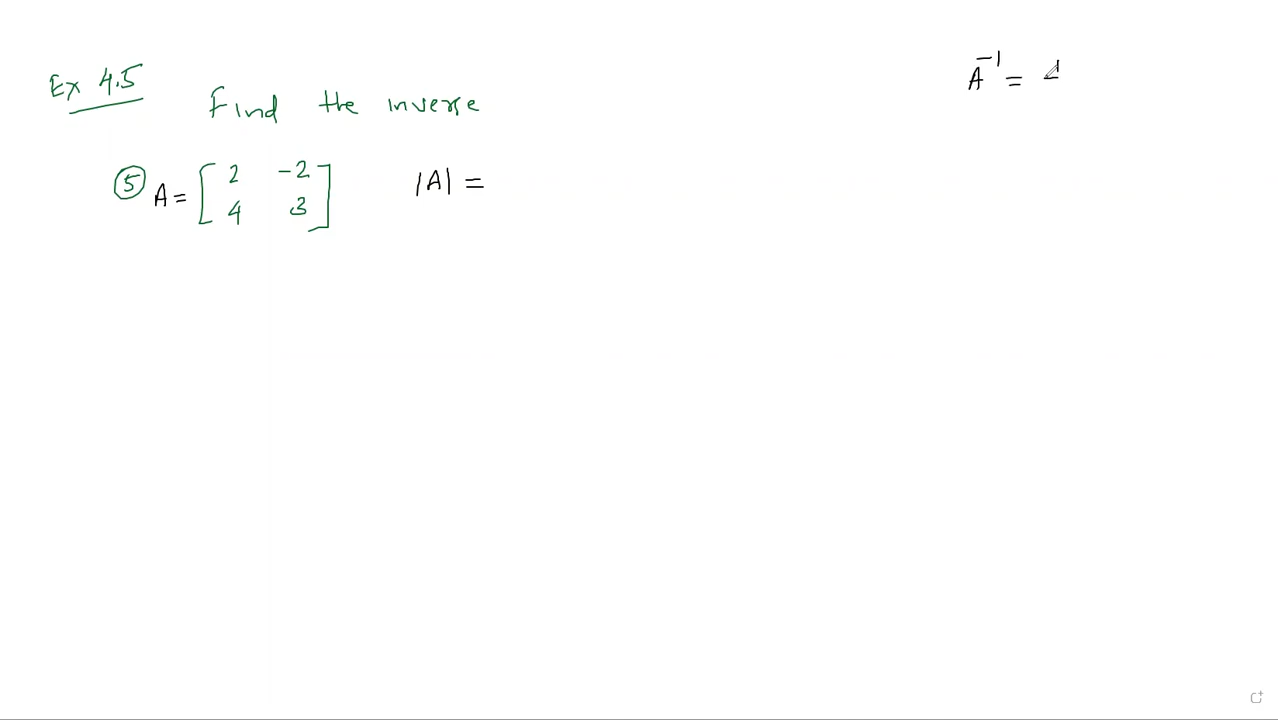 Ex 4.5
Find the inverse
A⁻¹ =
⑤ A = [ 2 -2
4 3 ]
|A| =